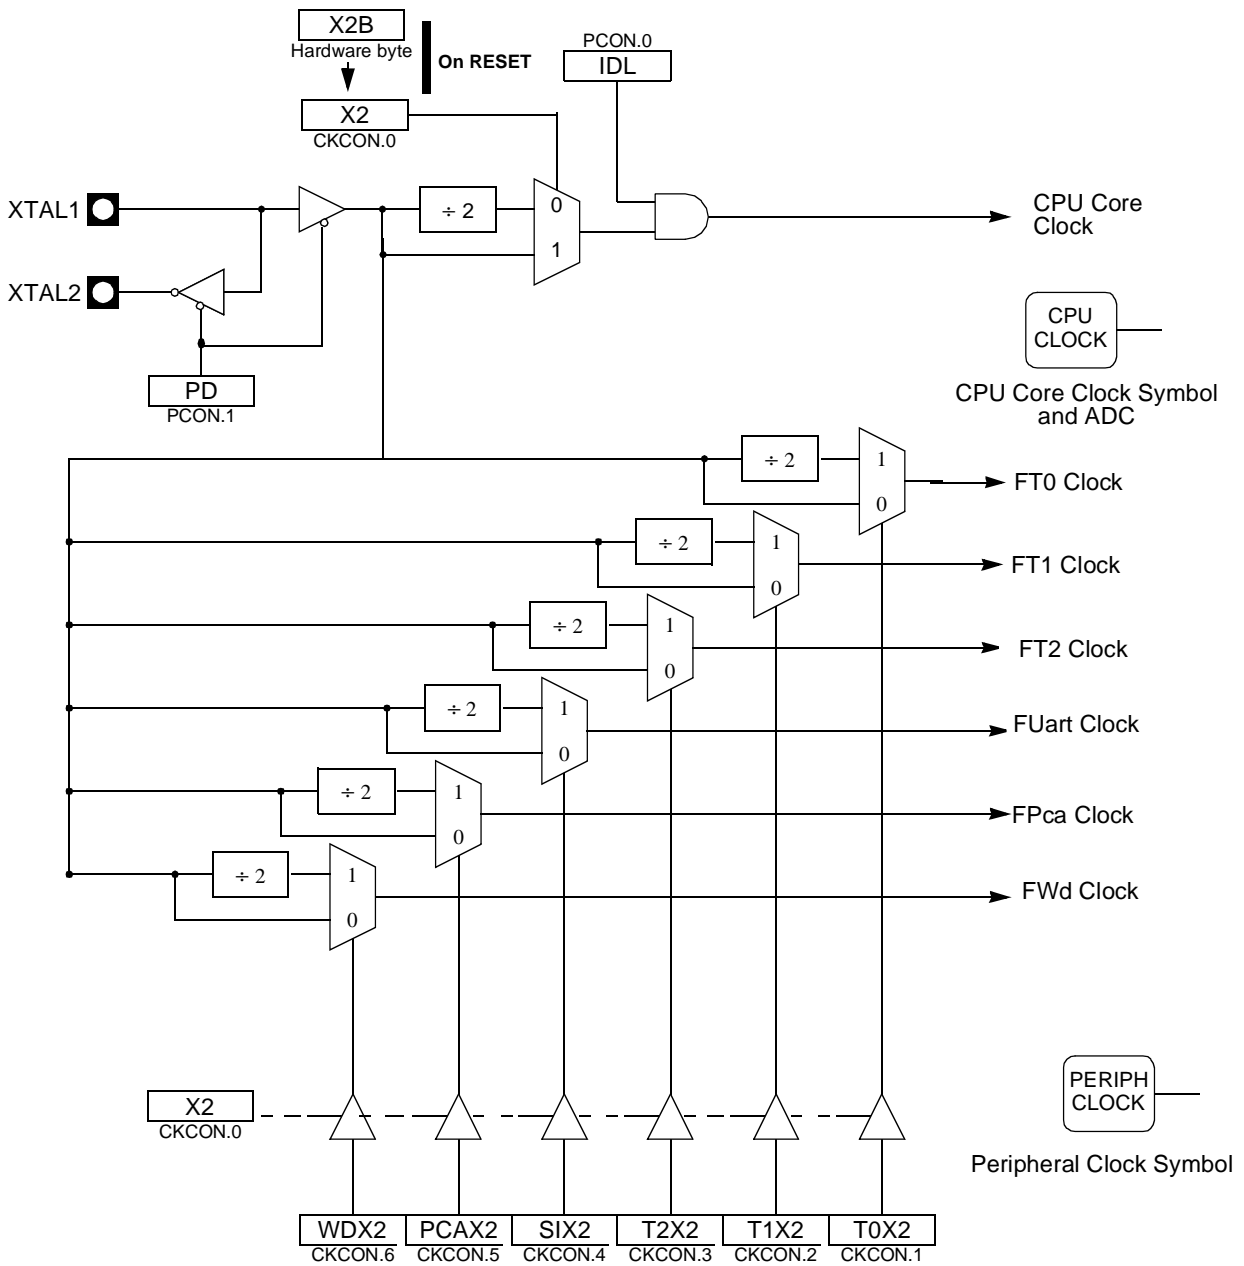 X2B
Hardware byte
On RESET
X2
CKCON.0
PCON.0
IDL
XTAL1
÷ 2
0
1
CPU Core
Clock
XTAL2
PD
PCON.1
CPU
CLOCK
CPU Core Clock Symbol
and ADC
÷ 2
1
0
FT0 Clock
÷ 2
1
0
FT1 Clock
÷ 2
1
0
FT2 Clock
÷ 2
1
0
FUart Clock
÷ 2
1
0
FPca Clock
÷ 2
1
0
FWd Clock
X2
CKCON.0
PERIPH
CLOCK
Peripheral Clock Symbol
WDX2
CKCON.6
PCAX2
CKCON.5
SIX2
CKCON.4
T2X2
CKCON.3
T1X2
CKCON.2
T0X2
CKCON.1